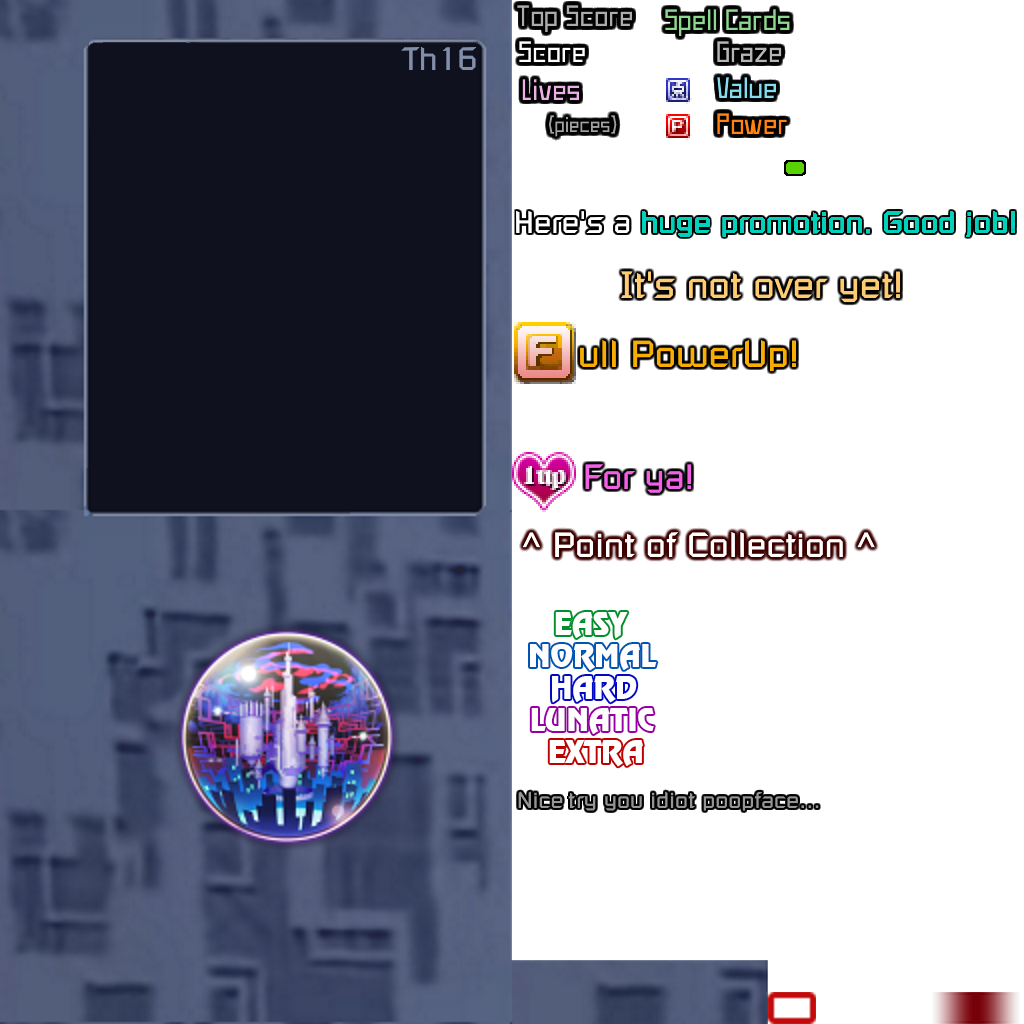 Th16
Top Score
Spell Cards
Score
Graze
Lives
Value
(pieces)
P
Power
Here's a huge promotion. Good job!
It's not over yet!
Full PowerUp!
1up For ya!
^ Point of Collection ^
EASY
NORMAL
HARD
LUNATIC
EXTRA
Nice try you idiot poopface...